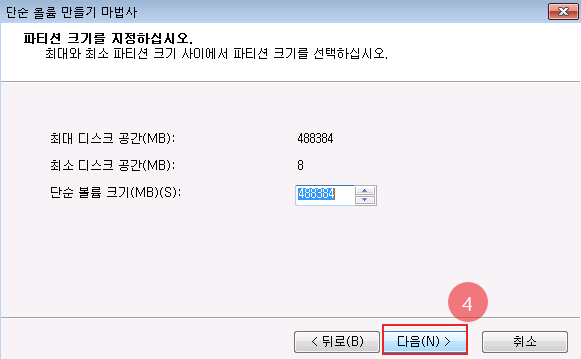 단순 볼륨 만들기 마법사
파티션 크기를 지정하십시오.
최대와 최소 파티션 크기 사이에서 파티션 크기를 선택하십시오.
최대 디스크 공간(MB): 488384
최소 디스크 공간(MB): 8
단순 볼륨 크기(MB)(S): 488384
4
< 뒤로(B) 다음(N) > 취소